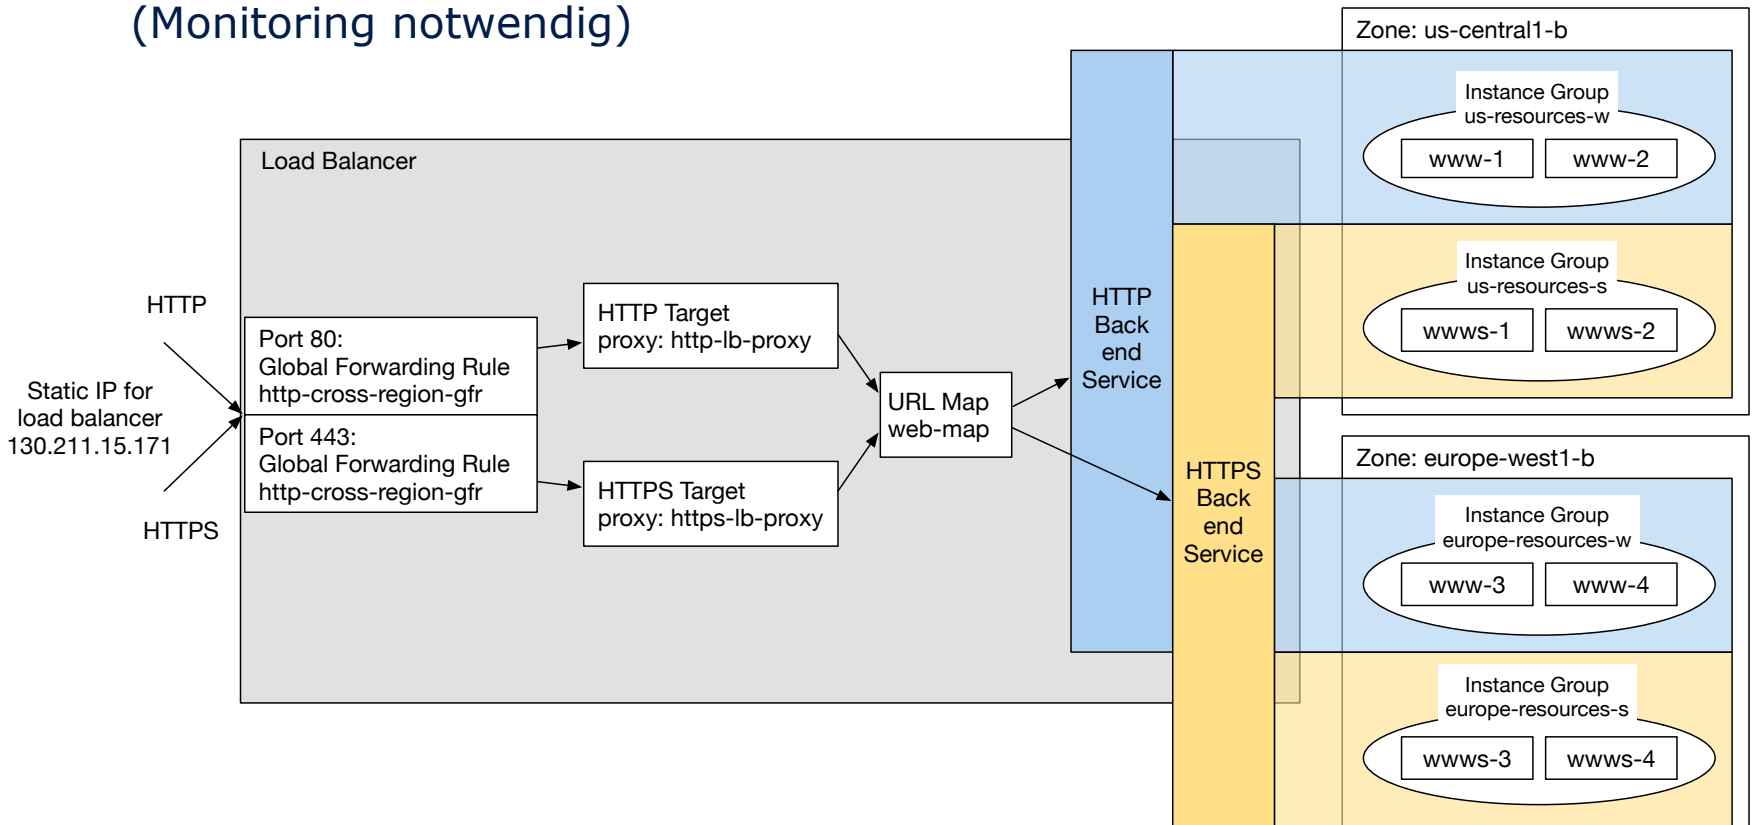 (Monitoring notwendig)
Zone: us-central1-b
Instance Group
us-resources-w
www-1
www-2
Load Balancer
Instance Group
us-resources-s
wwws-1
wwws-2
HTTP
Static IP for
load balancer
130.211.15.171
HTTPS
Port 80:
Global Forwarding Rule
http-cross-region-gfr
Port 443:
Global Forwarding Rule
http-cross-region-gfr
HTTP Target
proxy: http-lb-proxy
HTTPS Target
proxy: https-lb-proxy
URL Map
web-map
HTTP
Back
end
Service
HTTPS
Back
end
Service
Zone: europe-west1-b
Instance Group
europe-resources-w
www-3
www-4
Instance Group
europe-resources-s
wwws-3
wwws-4